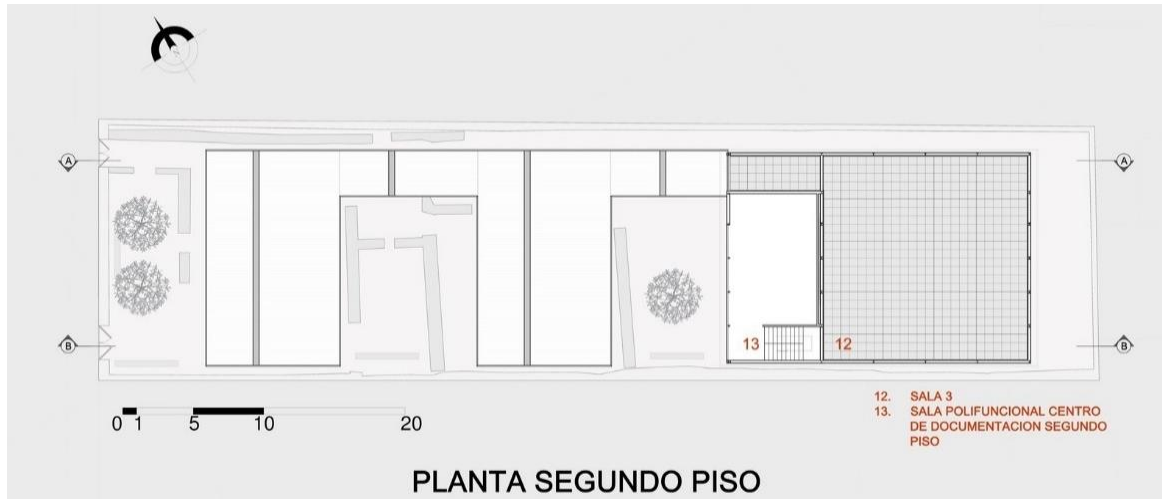 A
A
B
13
12
B
0 1 5 10 20
12. SALA 3
13. SALA POLIFUNCIONAL CENTRO
DE DOCUMENTACION SEGUNDO
PISO
PLANTA SEGUNDO PISO